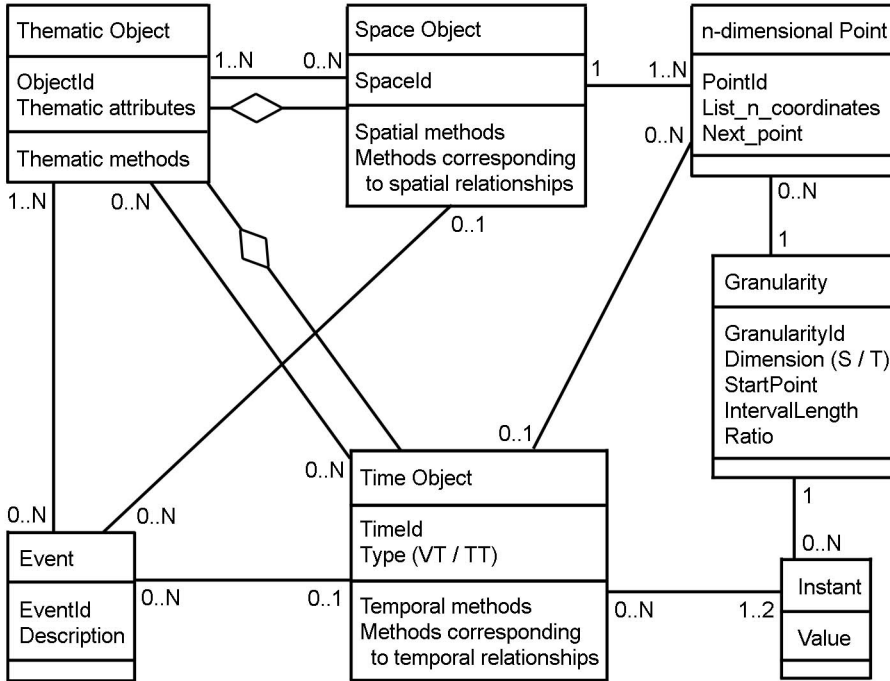 Thematic Object
ObjectId
Thematic attributes
Thematic methods
1..N
0..N
Space Object
SpaceId
Spatial methods
Methods corresponding
to spatial relationships
1
1..N
n-dimensional Point
PointId
List_n_coordinates
Next_point
0..N
1..N
0..N
0..1
0..N
1
Granularity
GranularityId
Dimension (S / T)
StartPoint
IntervalLength
Ratio
0..1
0..N
1
0..N
0..N
0..N
Event
EventId
Description
0..N
0..1
Time Object
TimeId
Type (VT / TT)
Temporal methods
Methods corresponding
to temporal relationships
0..N
1..2
Instant
Value